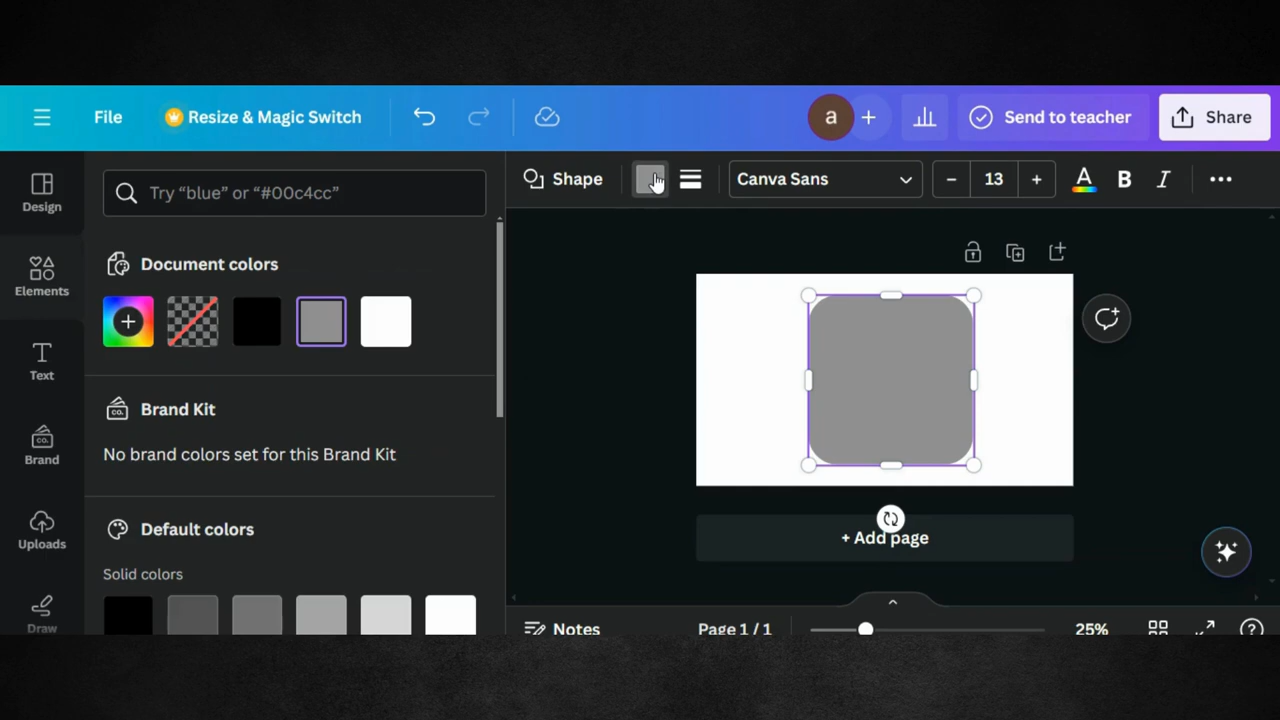 File
Resize & Magic Switch
a
Send to teacher
Share
Design
Elements
Text
Brand
Uploads
Draw
Try “blue” or “#00c4cc”
Document colors
CO.
Brand Kit
No brand colors set for this Brand Kit
Default colors
Solid colors
Shape
Canva Sans
– 13 +
A
B
I
+ Add page
Notes
Page 1 / 1
25%